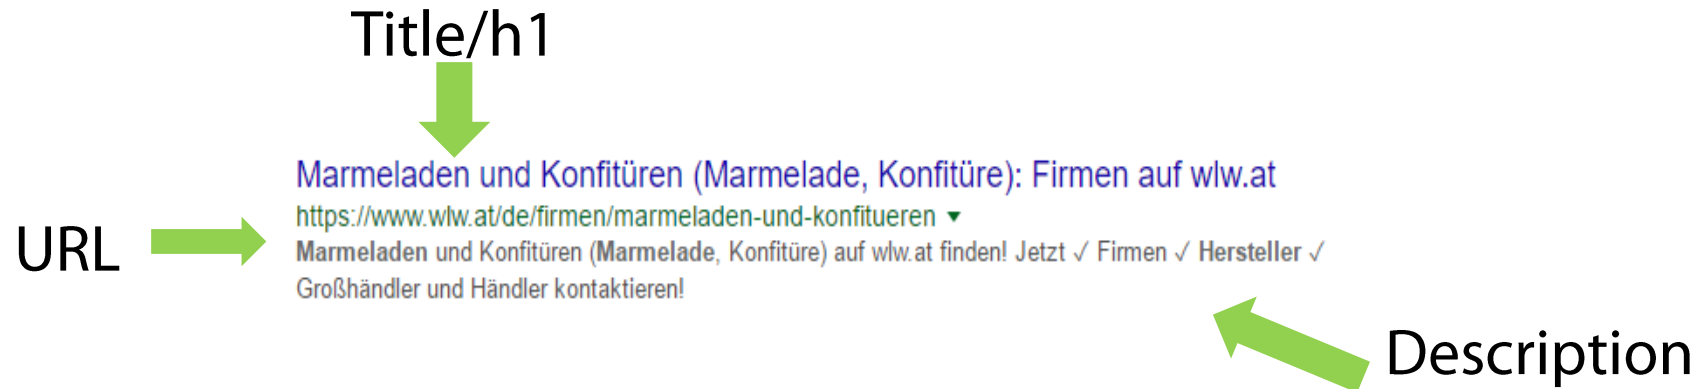 Title/h1
Marmeladen und Konfitüren (Marmelade, Konfitüre): Firmen auf wlw.at
https://www.wlw.at/de/firmen/marmeladen-und-konfitueren ▼
URL
Marmeladen und Konfitüren (Marmelade, Konfitüre) auf wlw.at finden! Jetzt ✓ Firmen ✓ Hersteller ✓
Großhändler und Händler kontaktieren!
Description